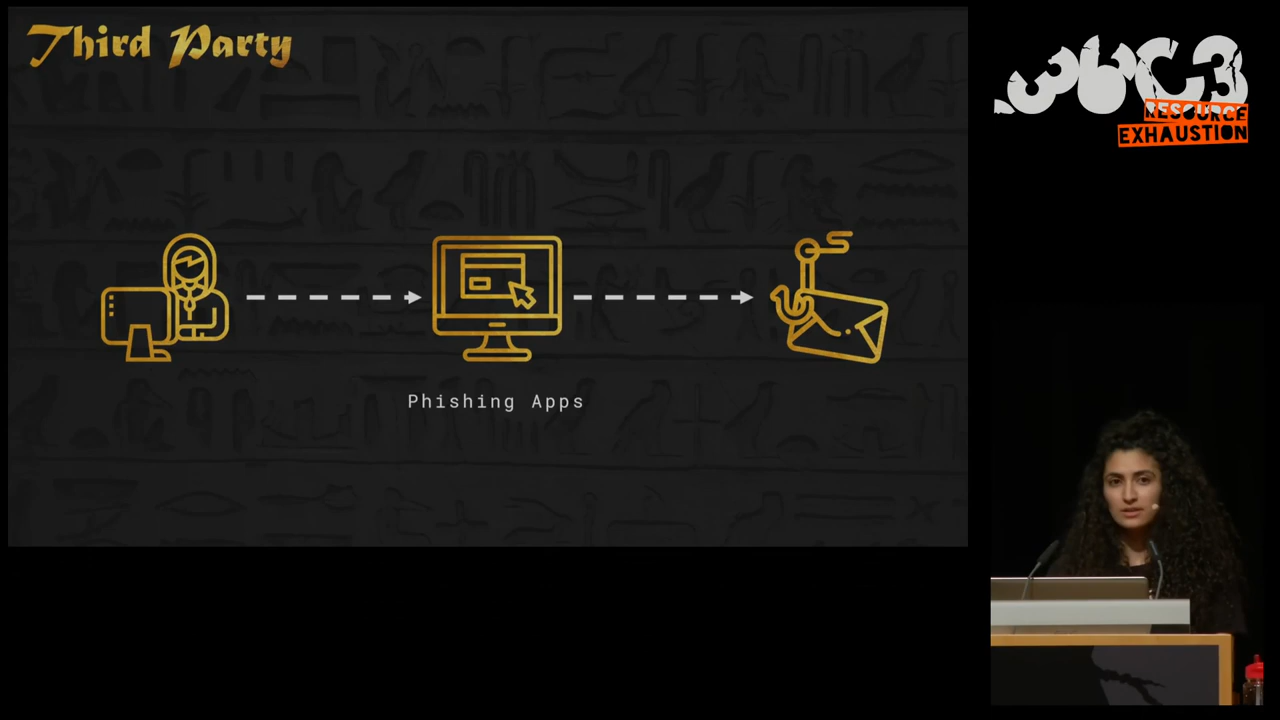 Third Party
36C3
RESOURCE
EXHAUSTION
Phishing Apps